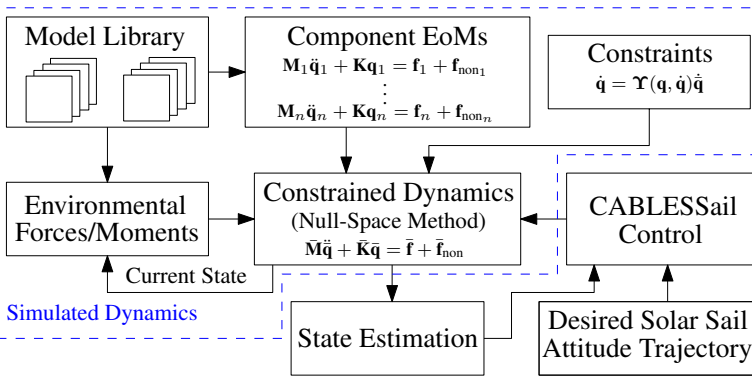 Model Library
Component EoMs
M₁q̈₁ + Kq₁ = f₁ + f_non₁
⋮
Mₙq̈ₙ + Kqₙ = fₙ + f_nonₙ
Constraints
q̇ = Υ(q, q̇)q̄̇
Environmental
Forces/Moments
Constrained Dynamics
(Null-Space Method)
M̄q̄̈ + K̄q̄ = f̄ + f̄_non
CABLESSail
Control
Current State
Simulated Dynamics
State Estimation
Desired Solar Sail
Attitude Trajectory